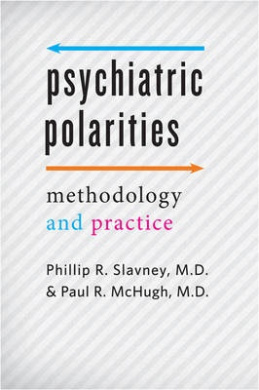 psychiatric
polarities
methodology
and practice
Phillip R. Slavney, M.D.
& Paul R. McHugh, M.D.